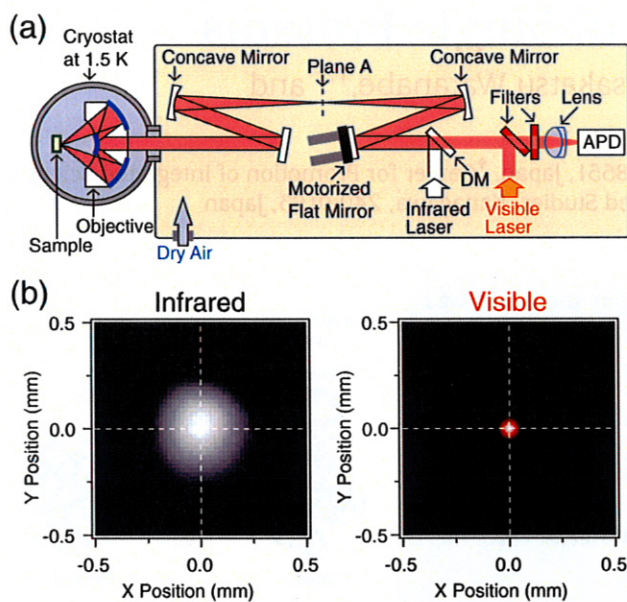 (a)
Cryostat
at 1.5 K
Concave Mirror
Plane A
Concave Mirror
Filters
Lens
APD
Motorized
Flat Mirror
DM
Infrared
Laser
Visible
Laser
Objective
Sample
Dry Air
(b)
Infrared
Visible
0.5
0.0
-0.5
Y Position (mm)
-0.5
0.0
0.5
X Position (mm)
0.5
0.0
-0.5
Y Position (mm)
-0.5
0.0
0.5
X Position (mm)